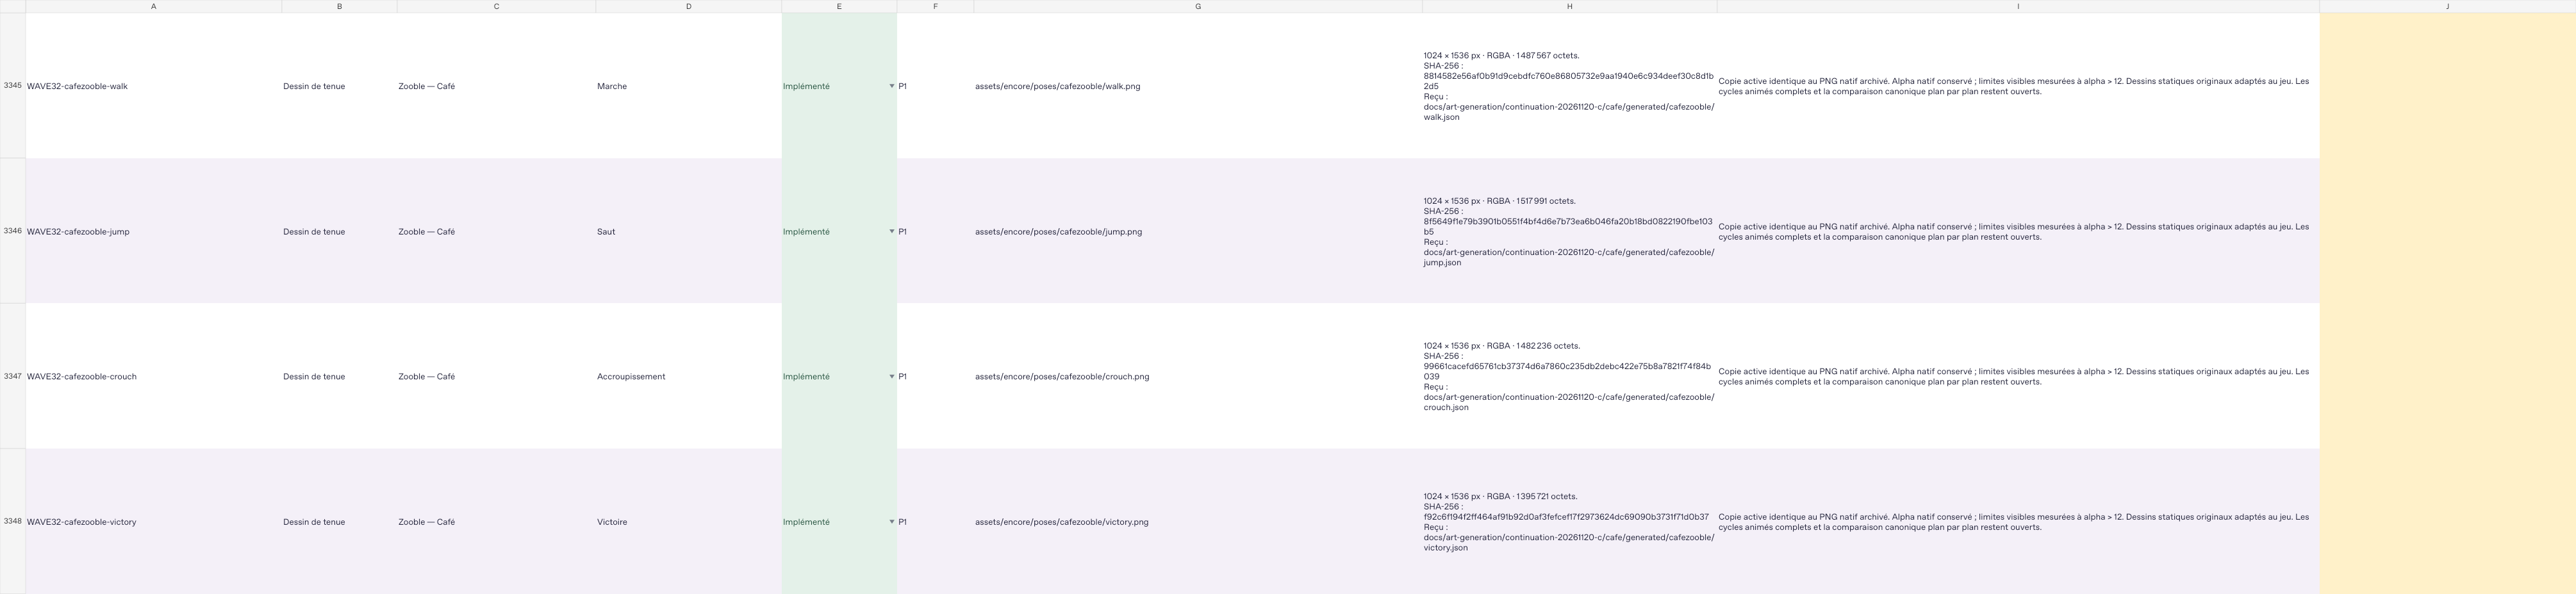 A B C D E F G H I J
3345 WAVE32-cafezooble-walk Dessin de tenue Zooble — Café Marche Implémenté P1 assets/encore/poses/cafezooble/walk.png
1024 × 1536 px · RGBA · 1 487 567 octets.
SHA-256 :
8814582e56af0b91d9cebdfc760e86805732e9aa1940e6c934deef30c8d1b
2d5
Reçu :
docs/art-generation/continuation-20261120-c/cafe/generated/cafezooble/
walk.json
Copie active identique au PNG natif archivé. Alpha natif conservé ; limites visibles mesurées à alpha > 12. Dessins statiques originaux adaptés au jeu. Les
cycles animés complets et la comparaison canonique plan par plan restent ouverts.
3346 WAVE32-cafezooble-jump Dessin de tenue Zooble — Café Saut Implémenté P1 assets/encore/poses/cafezooble/jump.png
1024 × 1536 px · RGBA · 1 517 991 octets.
SHA-256 :
8f5649f1e79b3901b0551f4bf4d6e7b73ea6b046fa20b18bd0822190fbe103
b5
Reçu :
docs/art-generation/continuation-20261120-c/cafe/generated/cafezooble/
jump.json
Copie active identique au PNG natif archivé. Alpha natif conservé ; limites visibles mesurées à alpha > 12. Dessins statiques originaux adaptés au jeu. Les
cycles animés complets et la comparaison canonique plan par plan restent ouverts.
3347 WAVE32-cafezooble-crouch Dessin de tenue Zooble — Café Accroupissement Implémenté P1 assets/encore/poses/cafezooble/crouch.png
1024 × 1536 px · RGBA · 1 482 236 octets.
SHA-256 :
99661cacefd65761cb37374d6a7860c235db2debc422e75b8a7821f74f84b
039
Reçu :
docs/art-generation/continuation-20261120-c/cafe/generated/cafezooble/
crouch.json
Copie active identique au PNG natif archivé. Alpha natif conservé ; limites visibles mesurées à alpha > 12. Dessins statiques originaux adaptés au jeu. Les
cycles animés complets et la comparaison canonique plan par plan restent ouverts.
3348 WAVE32-cafezooble-victory Dessin de tenue Zooble — Café Victoire Implémenté P1 assets/encore/poses/cafezooble/victory.png
1024 × 1536 px · RGBA · 1 395 721 octets.
SHA-256 :
f92c6f194f2ff464af91b92d0af3fefcef17f2973624dc69090b3731f71d0b37
Reçu :
docs/art-generation/continuation-20261120-c/cafe/generated/cafezooble/
victory.json
Copie active identique au PNG natif archivé. Alpha natif conservé ; limites visibles mesurées à alpha > 12. Dessins statiques originaux adaptés au jeu. Les
cycles animés complets et la comparaison canonique plan par plan restent ouverts.